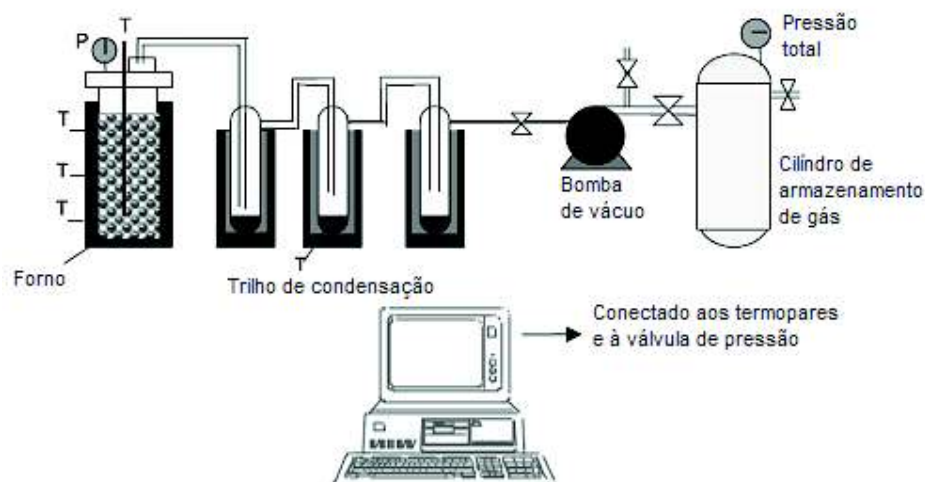 T
P
Pressão
total
T
T
T
Bomba
de vácuo
Cilíndro de
armazenamento
de gás
Forno
T
Trilho de condensação
Conectado aos termopares
e à válvula de pressão